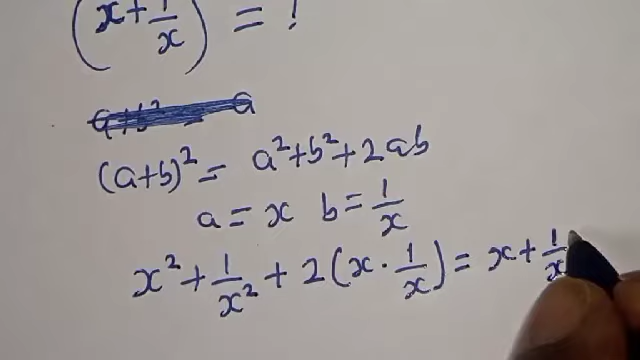 (x + 1/x) = ?
(a+b)² = a² + b² + 2ab
a = x b = 1/x
x² + 1/x² + 2(x · 1/x) = x + 1/x